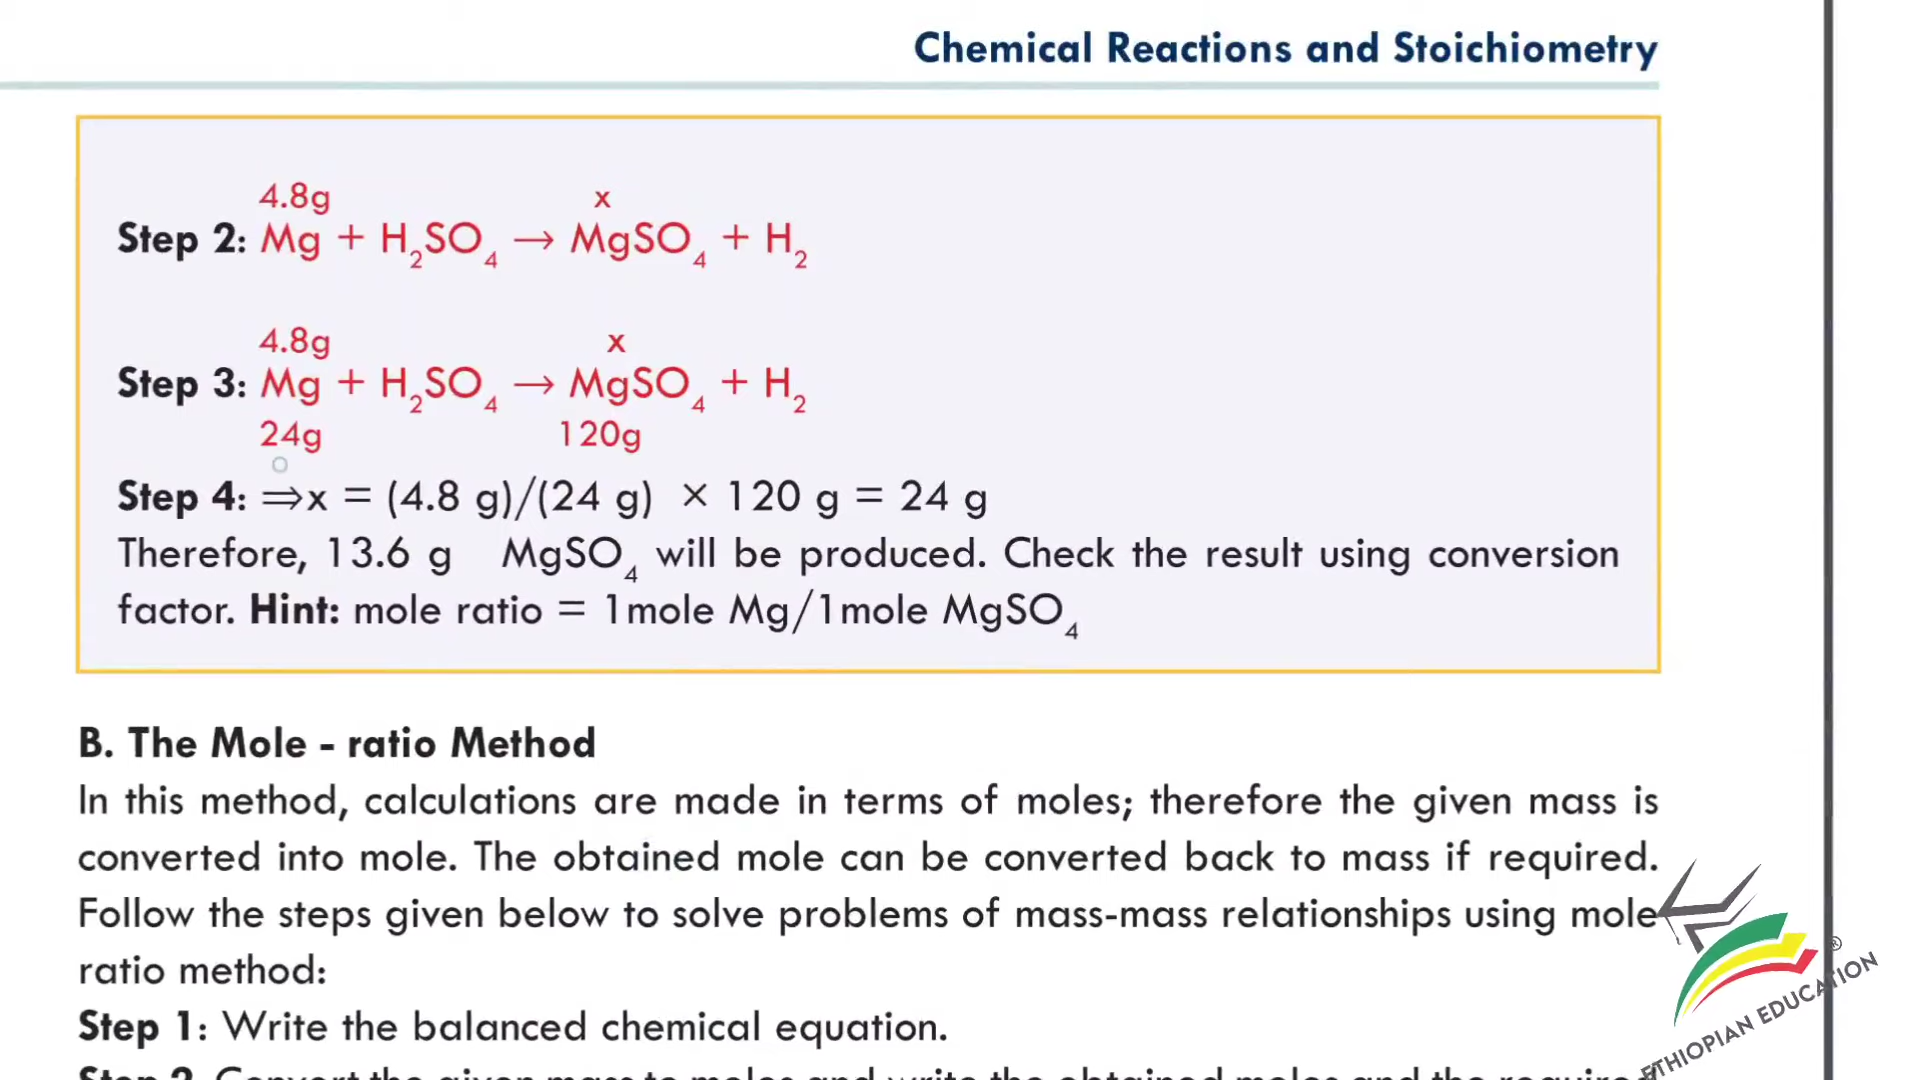 Chemical Reactions and Stoichiometry
4.8g x
Step 2: Mg + H₂SO₄ → MgSO₄ + H₂
4.8g x
Step 3: Mg + H₂SO₄ → MgSO₄ + H₂
24g 120g
Step 4: ⇒x = (4.8 g)/(24 g) × 120 g = 24 g
Therefore, 13.6 g MgSO₄ will be produced. Check the result using conversion
factor. Hint: mole ratio = 1mole Mg/1mole MgSO₄
B. The Mole - ratio Method
In this method, calculations are made in terms of moles; therefore the given mass is
converted into mole. The obtained mole can be converted back to mass if required.
Follow the steps given below to solve problems of mass-mass relationships using mole
ratio method:
Step 1: Write the balanced chemical equation.
Step 2. Convert the given mass to moles and write the obtained moles and the required
ETHIOPIAN EDUCATION ®